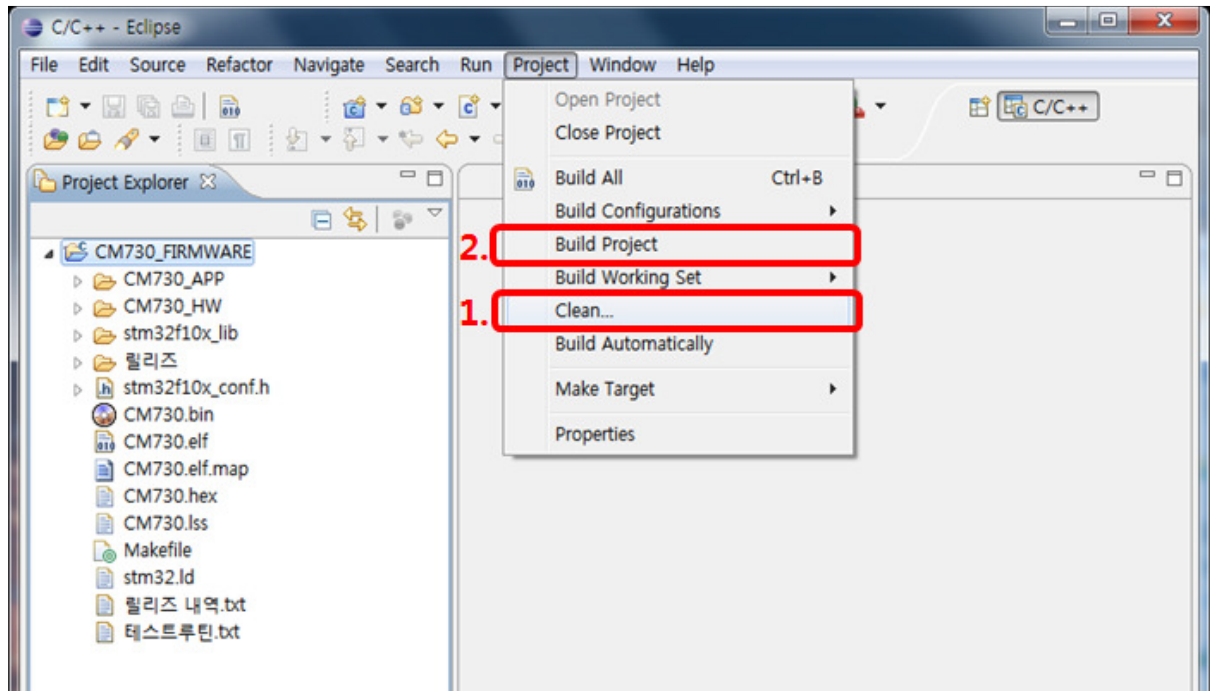 C/C++ - Eclipse
File Edit Source Refactor Navigate Search Run Project Window Help
C/C++
Project Explorer
CM730_FIRMWARE
CM730_APP
CM730_HW
stm32f10x_lib
릴리즈
stm32f10x_conf.h
CM730.bin
CM730.elf
CM730.elf.map
CM730.hex
CM730.lss
Makefile
stm32.ld
릴리즈 내역.txt
테스트루틴.txt
Open Project
Close Project
Build All Ctrl+B
Build Configurations
2. Build Project
Build Working Set
1. Clean...
Build Automatically
Make Target
Properties